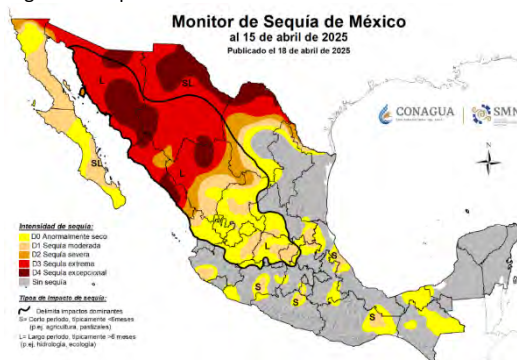 Monitor de Sequía de México
al 15 de abril de 2025
Publicado el 18 de abril de 2025
CONAGUA
SMN
N
L
SL
L
SL
L
S
S
S
S
S
Intensidad de sequía:
D0 Anormalmente seco
D1 Sequía moderada
D2 Sequía severa
D3 Sequía extrema
D4 Sequía excepcional
Sin sequía
Tipos de impacto de sequía:
Delimita impactos dominantes
S= Corto periodo, típicamente <6meses
(p.ej. agricultura, pastizales)
L= Largo periodo, típicamente >6 meses
(p.ej. hidrología, ecología)